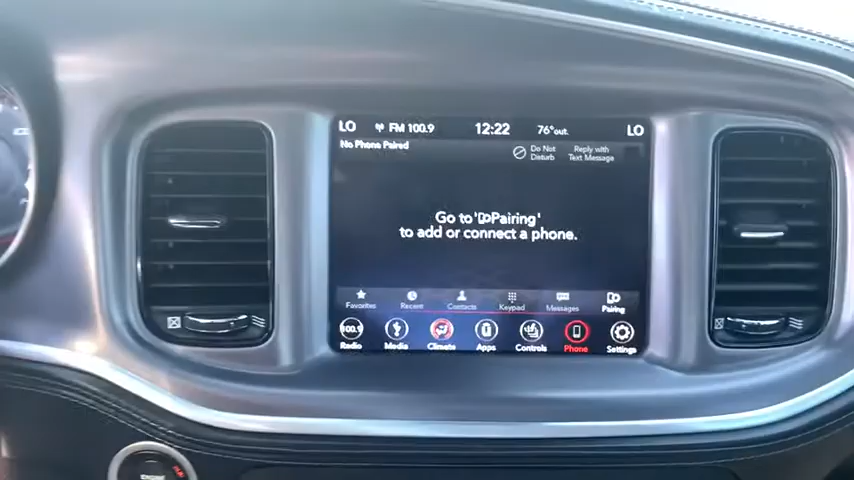 LO FM 100.9 12:22 76°out LO
No Phone Paired
Do Not Disturb
Reply with Text Message
Go to 'Pairing'
to add or connect a phone.
Favorites Recent Contacts Keypad Messages Pairing
100.9
Radio Media Climate Apps Controls Phone Settings
ENGINE